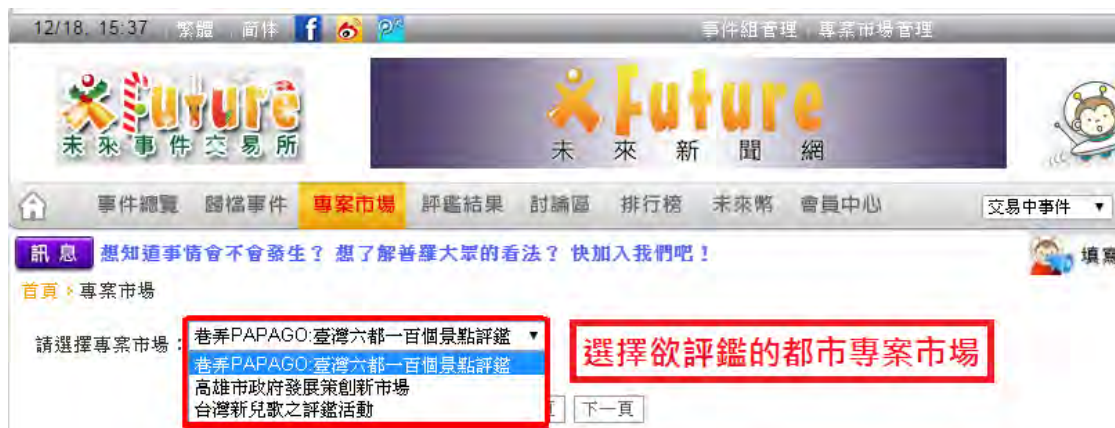 12/18. 15:37 繁體 简体 事件組管理 專案市場管理
Future
未來事件交易所
Future
未來新聞網
事件總覽 歸檔事件 專案市場 評鑑結果 討論區 排行榜 未來幣 會員中心 交易中事件
訊息 想知道事情會不會發生？想了解普羅大眾的看法？快加入我們吧！ 填寫
首頁 專案市場
請選擇專案市場： 巷弄PAPAGO:臺灣六都一百個景點評鑑
巷弄PAPAGO:臺灣六都一百個景點評鑑
高雄市政府發展策創新市場
台灣新兒歌之評鑑活動
選擇欲評鑑的都市專案市場
頁 下一頁